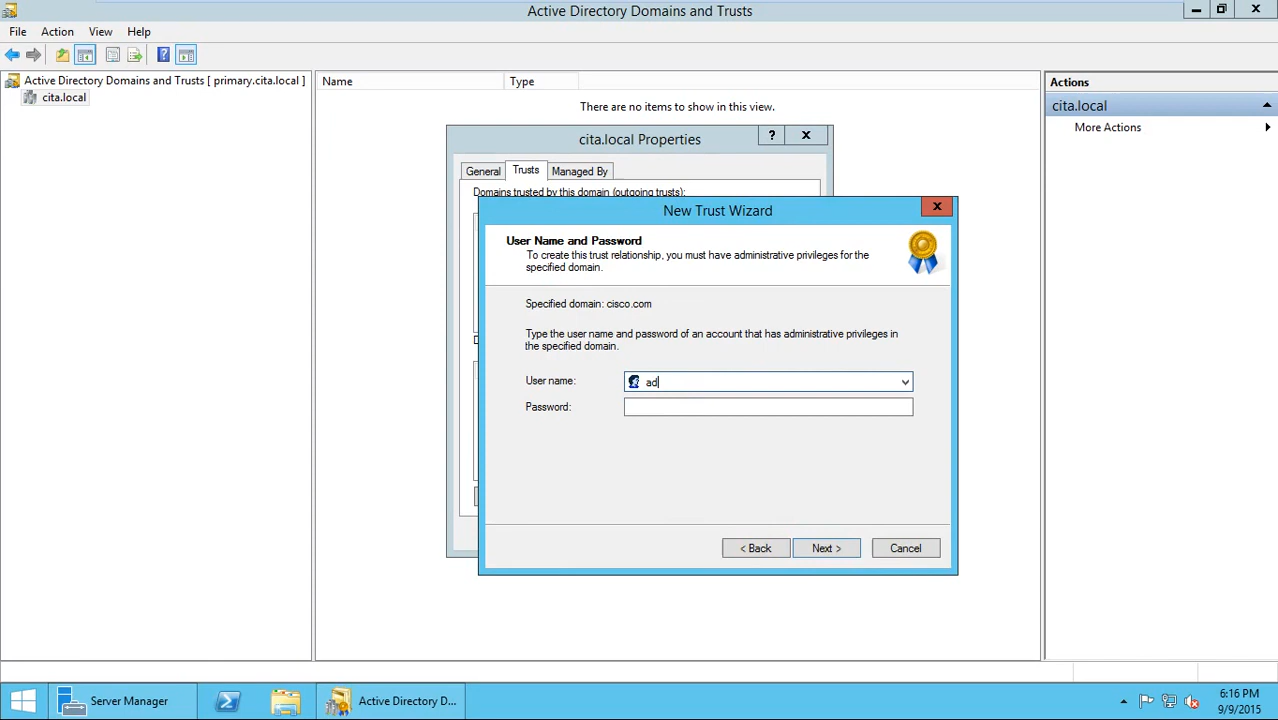 Active Directory Domains and Trusts
File Action View Help
Active Directory Domains and Trusts [ primary.cita.local ]
cita.local
Name Type
There are no items to show in this view.
Actions
cita.local
More Actions
cita.local Properties
?
General Trusts Managed By
Domains trusted by this domain (outgoing trusts):
New Trust Wizard
User Name and Password
To create this trust relationship, you must have administrative privileges for the
specified domain.
Specified domain: cisco.com
Type the user name and password of an account that has administrative privileges in
the specified domain.
User name: ad
Password:
< Back Next > Cancel
Server Manager
Active Directory D...
6:16 PM
9/9/2015